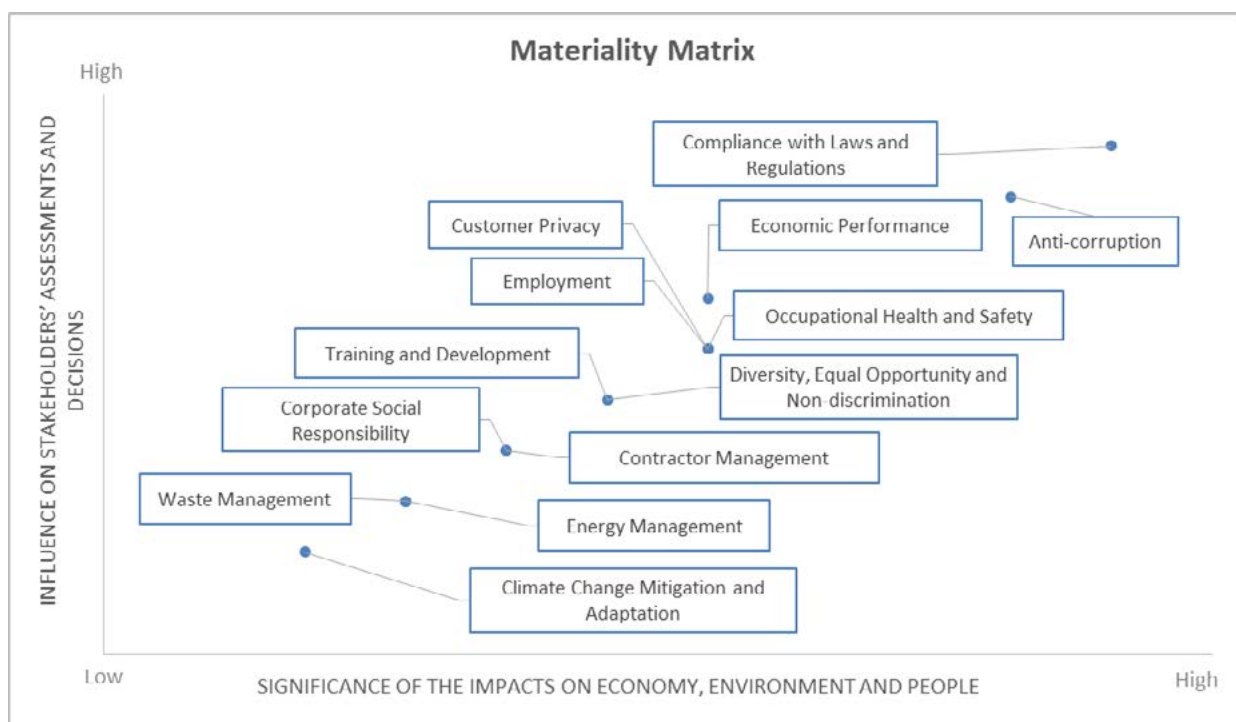 Materiality Matrix
High
INFLUENCE ON STAKEHOLDERS' ASSESSMENTS AND
DECISIONS
Compliance with Laws and
Regulations
Customer Privacy
Economic Performance
Anti-corruption
Employment
Occupational Health and Safety
Training and Development
Diversity, Equal Opportunity and
Non-discrimination
Corporate Social
Responsibility
Contractor Management
Waste Management
Energy Management
Climate Change Mitigation and
Adaptation
Low
SIGNIFICANCE OF THE IMPACTS ON ECONOMY, ENVIRONMENT AND PEOPLE
High